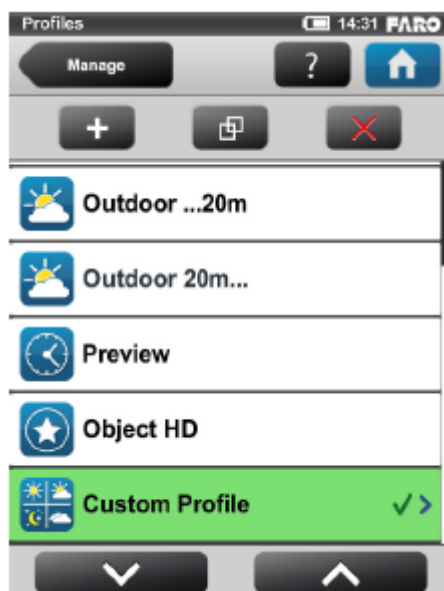 Profiles 14:31 FARO
Manage ?
Outdoor ...20m
Outdoor 20m...
Preview
Object HD
Custom Profile